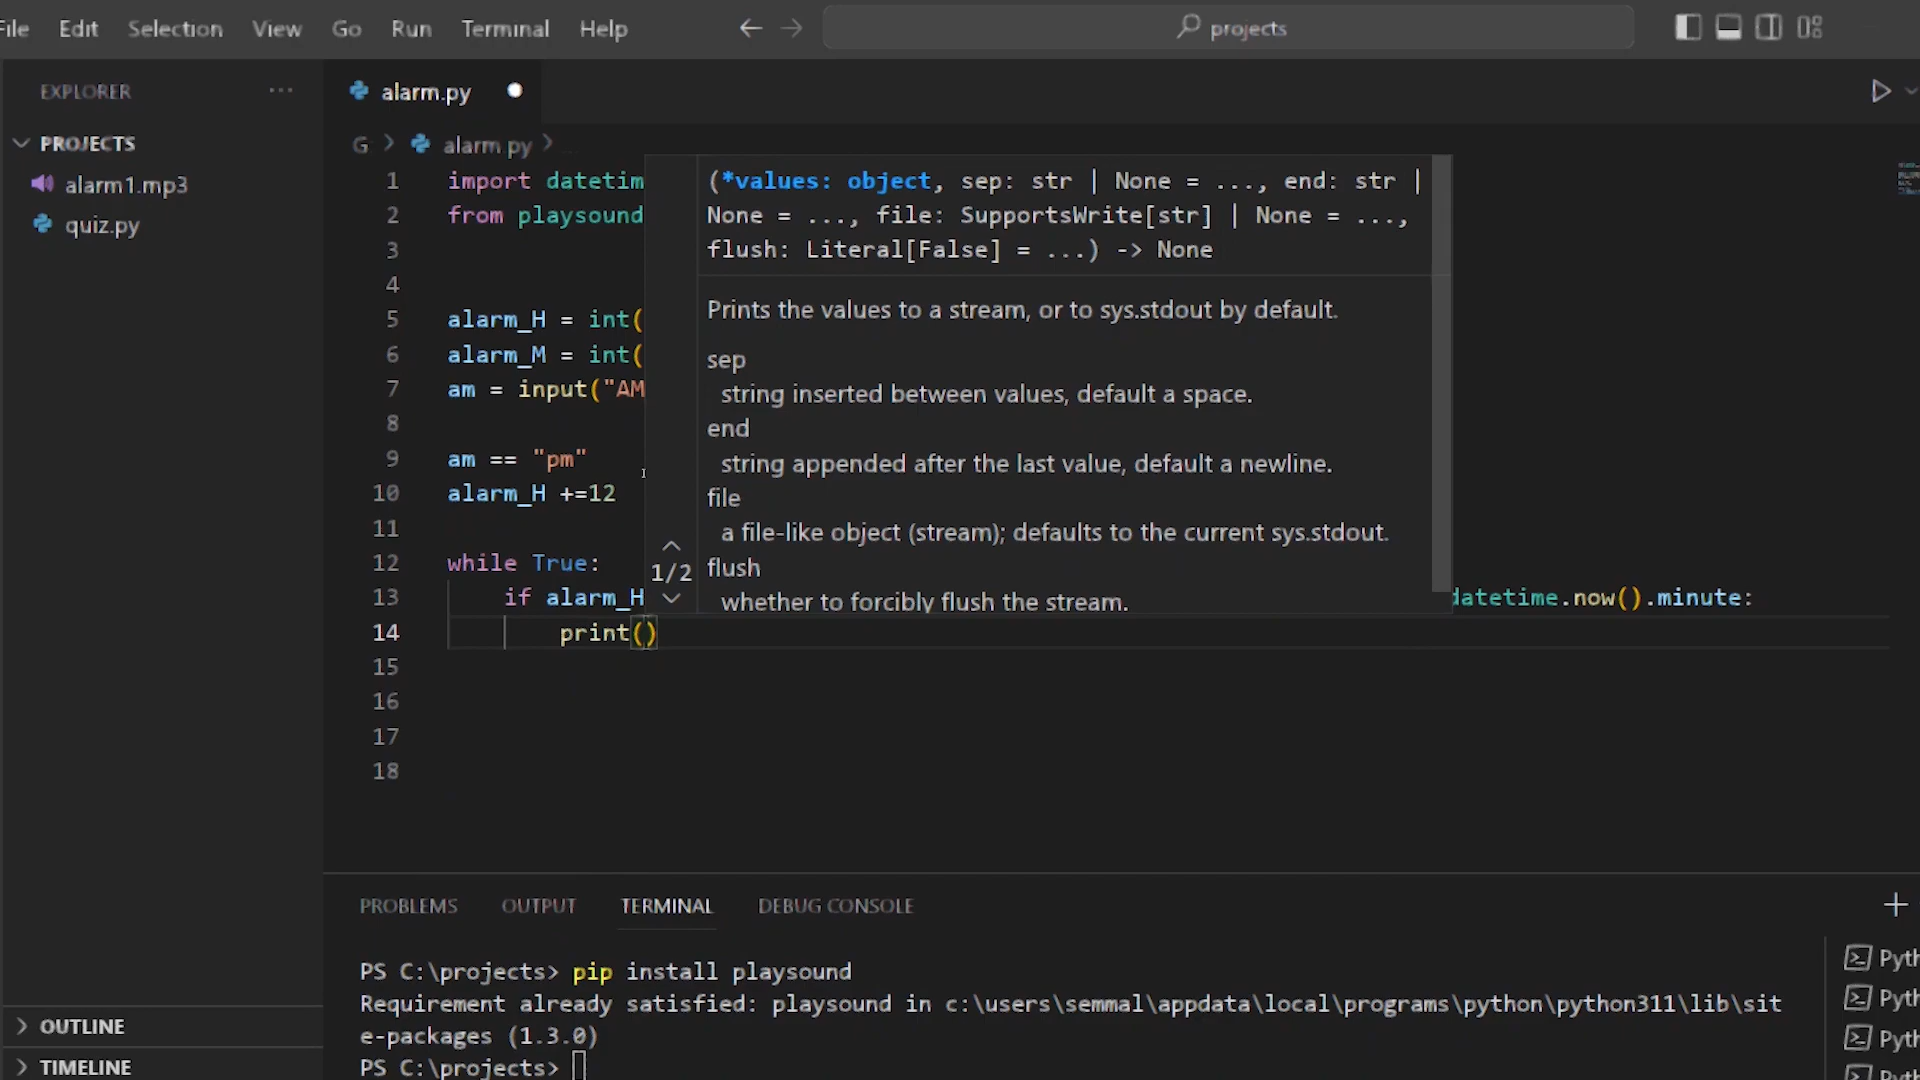 File Edit Selection View Go Run Terminal Help projects
EXPLORER ···
alarm.py
PROJECTS
alarm1.mp3
quiz.py
G > alarm.py >
1 import datetim
2 from playsound
3
4
5 alarm_H = int(
6 alarm_M = int(
7 am = input("AM
8
9 am == "pm"
10 alarm_H +=12
11
12 while True:
13 if alarm_H datetime.now().minute:
14 print()
15
16
17
18
(*values: object, sep: str | None = ..., end: str |
None = ..., file: SupportsWrite[str] | None = ...,
flush: Literal[False] = ...) -> None
Prints the values to a stream, or to sys.stdout by default.
sep
string inserted between values, default a space.
end
string appended after the last value, default a newline.
file
a file-like object (stream); defaults to the current sys.stdout.
1/2
flush
whether to forcibly flush the stream.
PROBLEMS OUTPUT TERMINAL DEBUG CONSOLE
PS C:\projects> pip install playsound
Requirement already satisfied: playsound in c:\users\semmal\appdata\local\programs\python\python311\lib\sit
e-packages (1.3.0)
PS C:\projects>
Pyth
Pyth
Pyth
Pyth
OUTLINE
TIMELINE